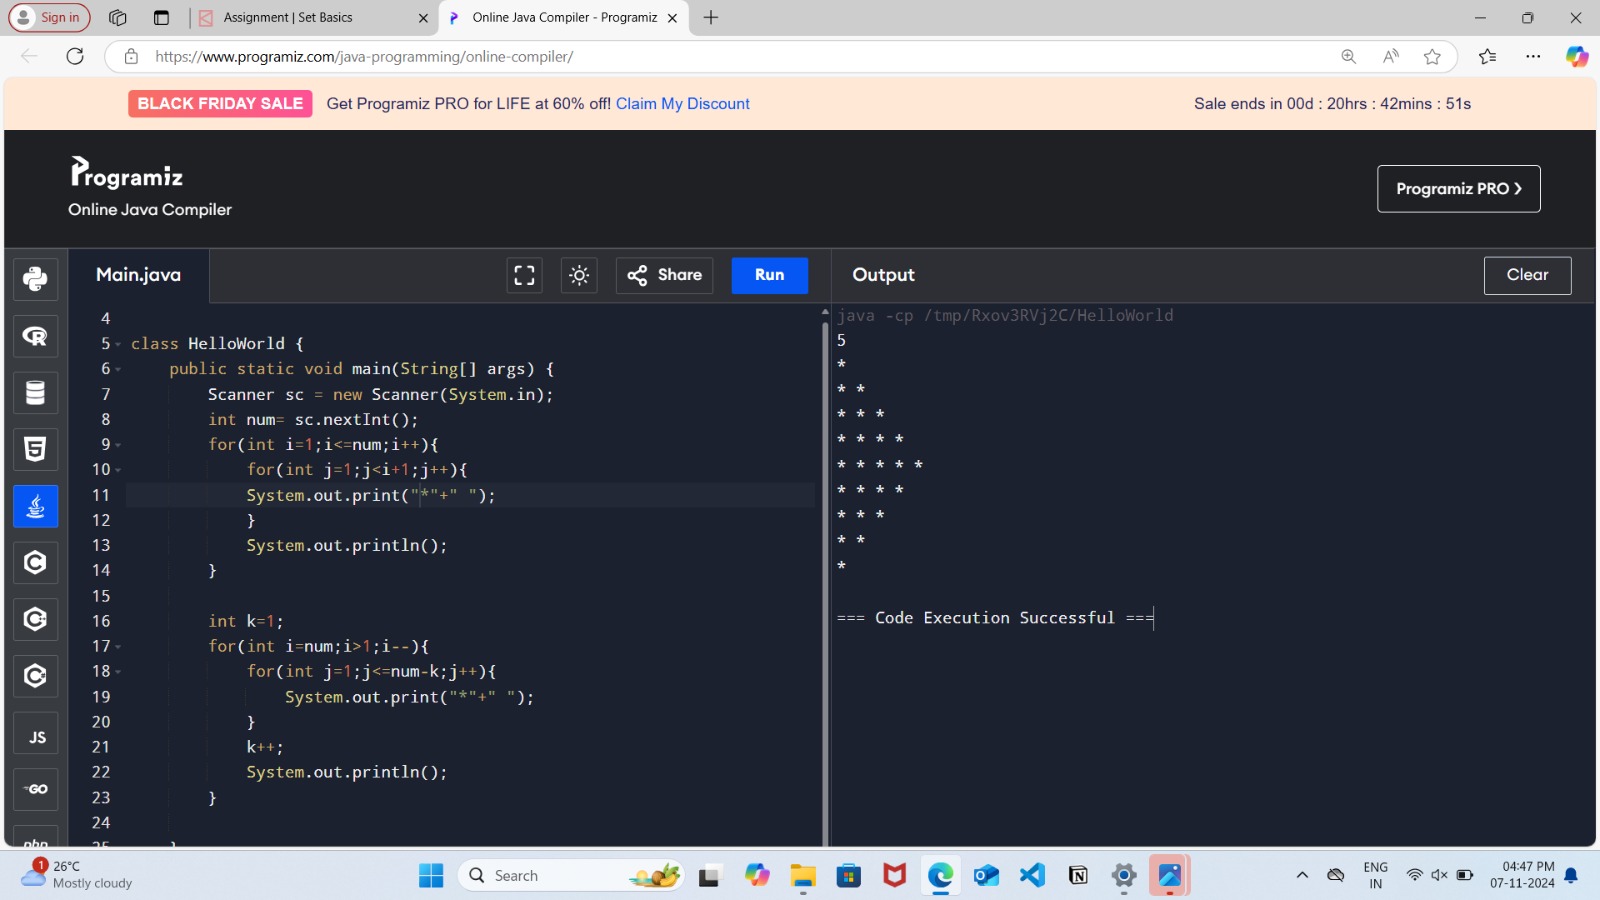 Sign in
Assignment | Set Basics
Online Java Compiler - Programiz
https://www.programiz.com/java-programming/online-compiler/
BLACK FRIDAY SALE Get Programiz PRO for LIFE at 60% off! Claim My Discount Sale ends in 00d : 20hrs : 42mins : 51s
Programiz
Online Java Compiler
Programiz PRO ❯
Main.java
Share
Run
Output
Clear
4
5 class HelloWorld {
6     public static void main(String[] args) {
7         Scanner sc = new Scanner(System.in);
8         int num= sc.nextInt();
9         for(int i=1;i<=num;i++){
10             for(int j=1;j<i+1;j++){
11             System.out.print("*"+" ");
12             }
13             System.out.println();
14         }
15
16         int k=1;
17         for(int i=num;i>1;i--){
18             for(int j=1;j<=num-k;j++){
19                 System.out.print("*"+" ");
20             }
21             k++;
22             System.out.println();
23         }
24
25     }
java -cp /tmp/Rxov3RVj2C/HelloWorld
5
*
* *
* * *
* * * *
* * * * *
* * * *
* * *
* *
*
=== Code Execution Successful ===
JS
GO
php
1
26°C
Mostly cloudy
Search
ENG
IN
04:47 PM
07-11-2024